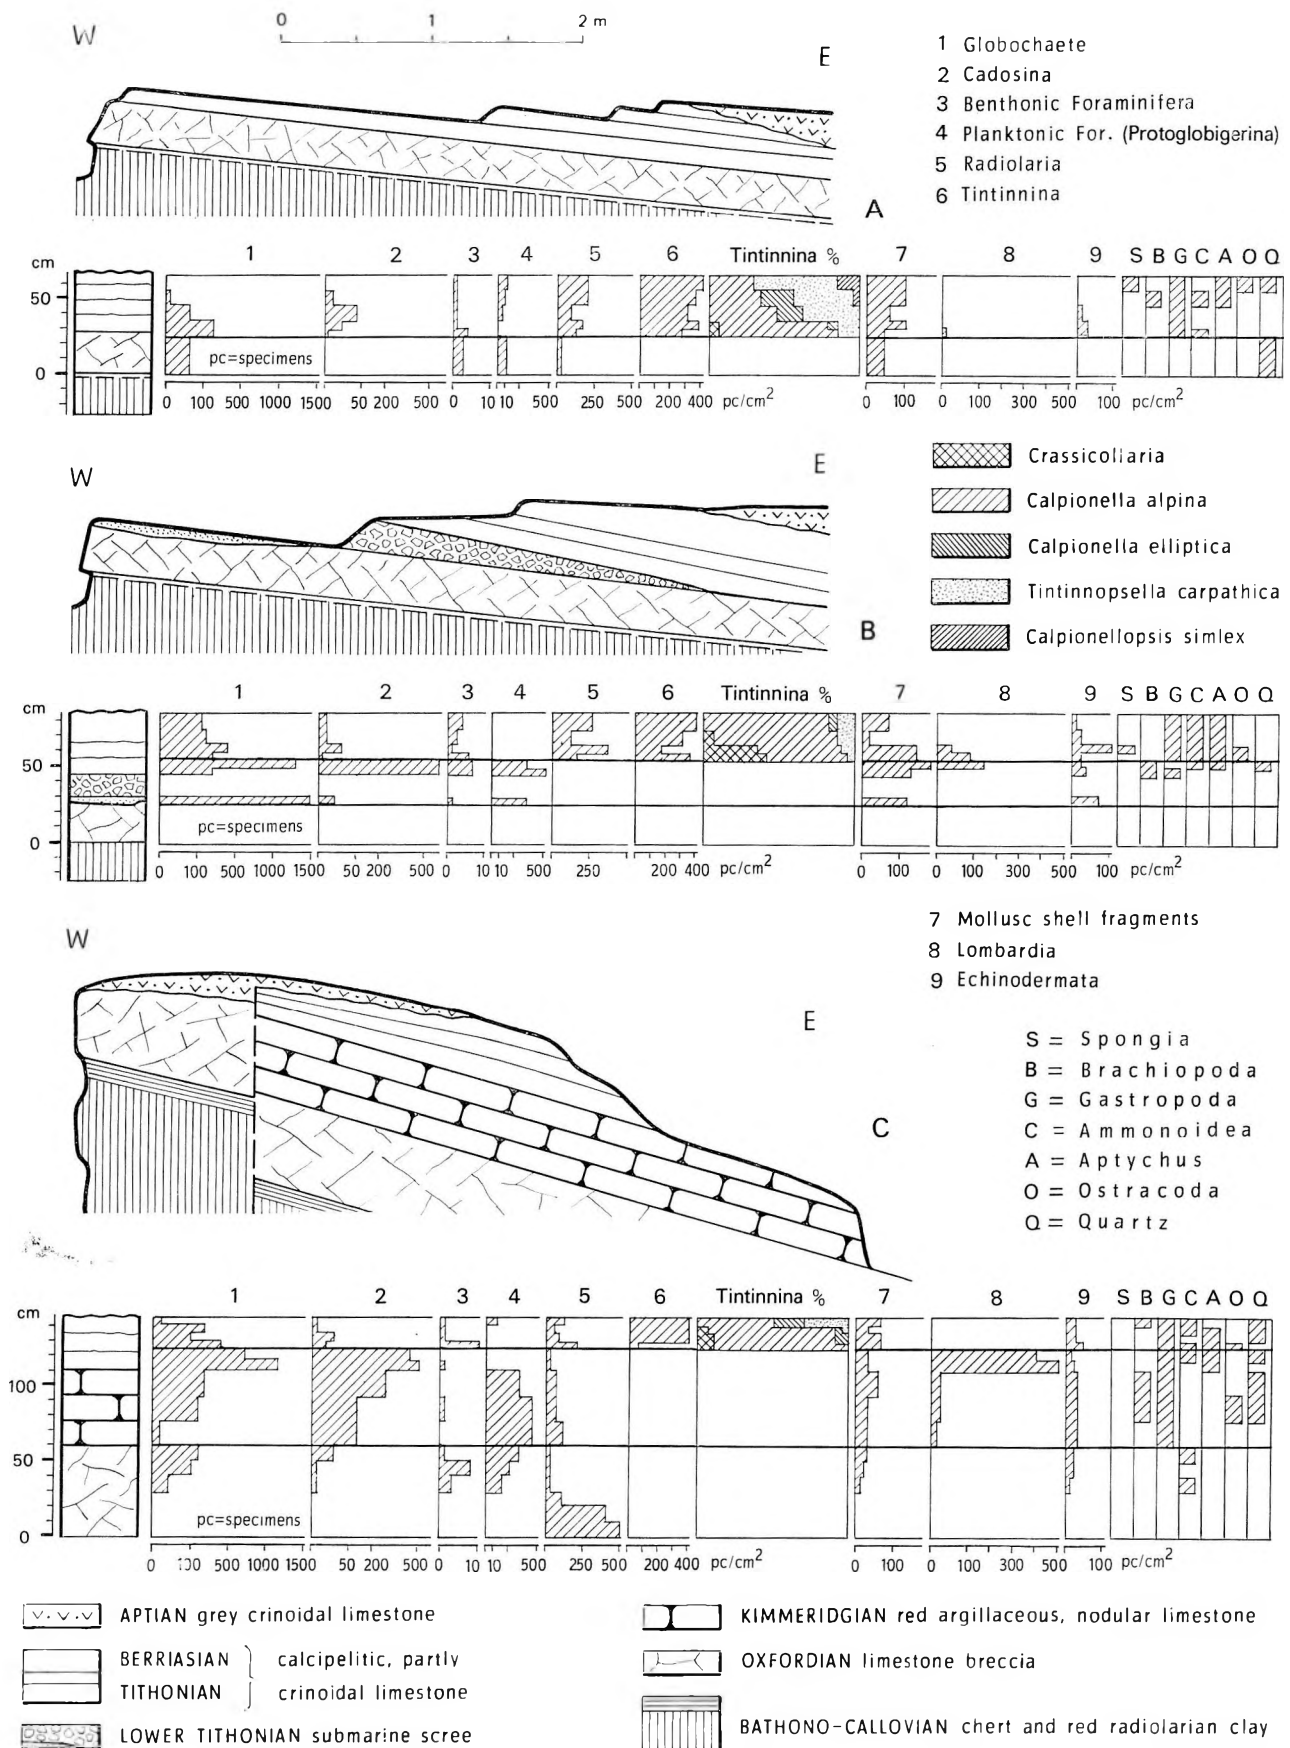 W
0 1 2 m
E
1 Globochaete
2 Cadosina
3 Benthonic Foraminifera
4 Planktonic For. (Protoglobigerina)
5 Radiolaria
6 Tintinnina
A
1 2 3 4 5 6 Tintinnina % 7 8 9 S B G C A O Q
cm
50
0
pc=specimens
0 100 500 1000 1500 50 200 500 0 10 10 500 250 500 200 400 pc/cm²
0 100 0 100 300 500 100 pc/cm²
W
E
Crassicollaria
Calpionella alpina
Calpionella elliptica
Tintinnopsella carpathica
Calpionellopsis simlex
B
1 2 3 4 5 6 Tintinnina % 7 8 9 S B G C A O Q
cm
50
0
pc=specimens
0 100 500 1000 1500 50 200 500 0 10 10 500 250 200 400 pc/cm²
0 100 0 100 300 500 100 pc/cm²
7 Mollusc shell fragments
8 Lombardia
9 Echinodermata
W
E
C
S = Spongia
B = Brachiopoda
G = Gastropoda
C = Ammonoidea
A = Aptychus
O = Ostracoda
Q = Quartz
1 2 3 4 5 6 Tintinnina % 7 8 9 S B G C A O Q
cm
100
50
0
pc=specimens
0 100 500 1000 1500 50 200 500 0 10 10 500 250 500 200 400 pc/cm²
0 100 0 100 300 500 100 pc/cm²
APTIAN grey crinoidal limestone
BERRIASIAN
TITHONIAN
calcipelitic, partly
crinoidal limestone
LOWER TITHONIAN submarine scree
KIMMERIDGIAN red argillaceous, nodular limestone
OXFORDIAN limestone breccia
BATHONO-CALLOVIAN chert and red radiolarian clay